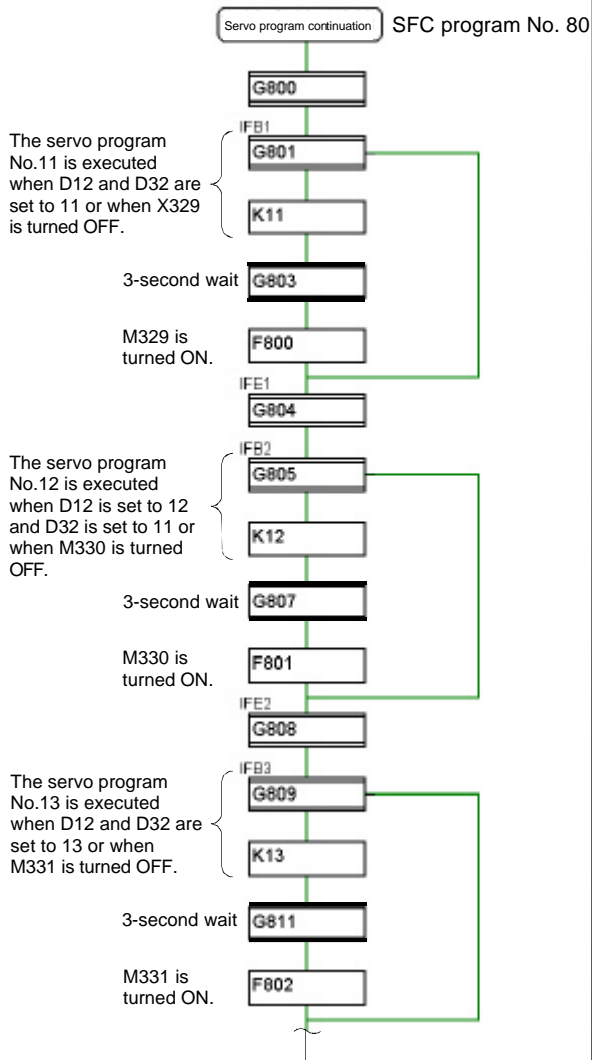 Servo program continuation
SFC program No. 80
G800
IFB1
G801
The servo program
No.11 is executed
when D12 and D32 are
set to 11 or when X329
is turned OFF.
K11
3-second wait
G803
M329 is
turned ON.
F800
IFE1
G804
IFB2
G805
The servo program
No.12 is executed
when D12 is set to 12
and D32 is set to 11 or
when M330 is turned
OFF.
K12
3-second wait
G807
M330 is
turned ON.
F801
IFE2
G808
IFB3
G809
The servo program
No.13 is executed
when D12 and D32 are
set to 13 or when
M331 is turned OFF.
K13
3-second wait
G811
M331 is
turned ON.
F802